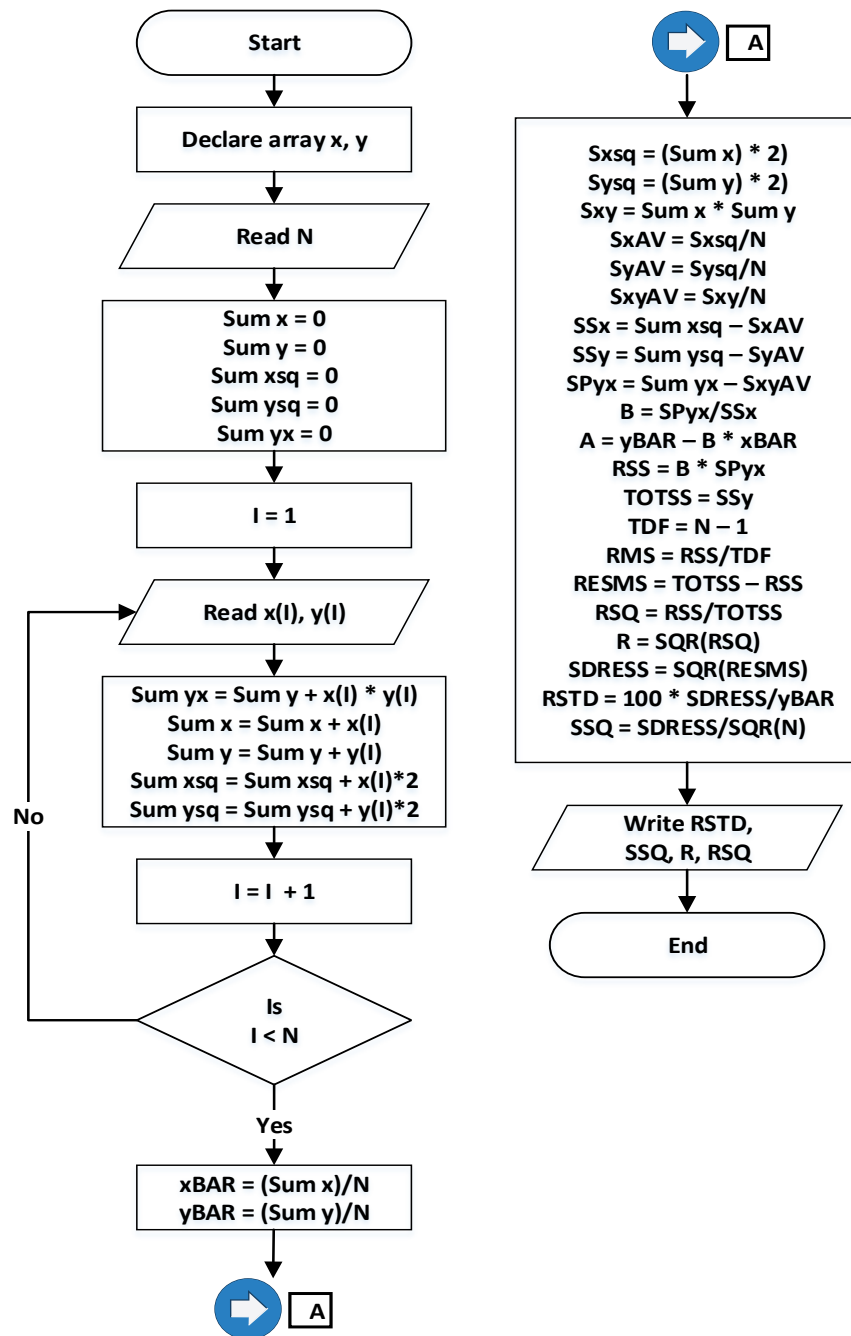 Start
Declare array x, y
Read N
Sum x = 0
Sum y = 0
Sum xsq = 0
Sum ysq = 0
Sum yx = 0
I = 1
Read x(I), y(I)
Sum yx = Sum y + x(I) * y(I)
Sum x = Sum x + x(I)
Sum y = Sum y + y(I)
Sum xsq = Sum xsq + x(I)*2
Sum ysq = Sum ysq + y(I)*2
No
I = I + 1
Is
I < N
Yes
xBAR = (Sum x)/N
yBAR = (Sum y)/N
A
A
Sxsq = (Sum x) * 2)
Sysq = (Sum y) * 2)
Sxy = Sum x * Sum y
SxAV = Sxsq/N
SyAV = Sysq/N
SxyAV = Sxy/N
SSx = Sum xsq – SxAV
SSy = Sum ysq – SyAV
SPyx = Sum yx – SxyAV
B = SPyx/SSx
A = yBAR – B * xBAR
RSS = B * SPyx
TOTSS = SSy
TDF = N – 1
RMS = RSS/TDF
RESMS = TOTSS – RSS
RSQ = RSS/TOTSS
R = SQR(RSQ)
SDRESS = SQR(RESMS)
RSTD = 100 * SDRESS/yBAR
SSQ = SDRESS/SQR(N)
Write RSTD,
SSQ, R, RSQ
End